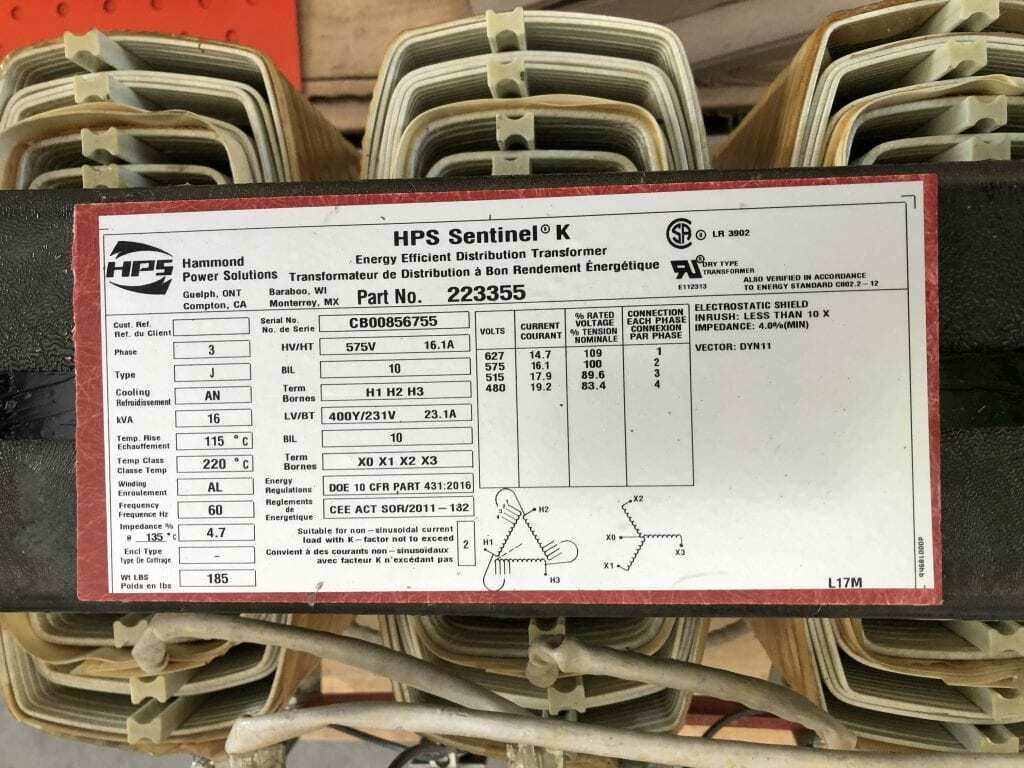 HPS Sentinel® K
Energy Efficient Distribution Transformer
Transformateur de Distribution à Bon Rendement Énergétique
HPS
Hammond
Power Solutions
Guelph, ONT
Compton, CA
Baraboo, WI
Monterrey, MX
Part No. 223355
SA
LR 3902
DRY TYPE
TRANSFORMER
E112313
ALSO VERIFIED IN ACCORDANCE
TO ENERGY STANDARD C802.2-12
Cust. Ref.
Ref. du Client
Phase 3
Type J
Cooling AN
Refroidissement
kVA 16
Temp. Rise 115 °C
Echauffement
Temp Class 220 °C
Classe Temp
Winding AL
Enroulement
Frequency 60
Frequence Hz
Impedance % 4.7
@ 135 °C
Encl Type -
Type De Coffrage
Wt LBS 185
Poids en lbs
Serial No. CB00856755
No. de Serie
HV/HT 575V 16.1A
BIL 10
Term H1 H2 H3
Bornes
LV/BT 400Y/231V 23.1A
BIL 10
Term X0 X1 X2 X3
Bornes
Energy DOE 10 CFR PART 431:2016
Regulations
Reglements CEE ACT SOR/2011-182
de
Energetique
Suitable for non-sinusoidal current
load with K-factor not to exceed 2
Convient à des courants non-sinusoidaux
avec facteur K n'excédant pas
VOLTS CURRENT COURANT % RATED VOLTAGE % TENSION NOMINALE CONNECTION EACH PHASE CONNEXION PAR PHASE
627 14.7 109 1
575 16.1 100 2
515 17.9 89.6 3
480 19.2 83.4 4
ELECTROSTATIC SHIELD
INRUSH: LESS THAN 10 X
IMPEDANCE: 4.0%(MIN)
VECTOR: DYN11
H2
H1
H3
X2
X0
X3
X1
L17M